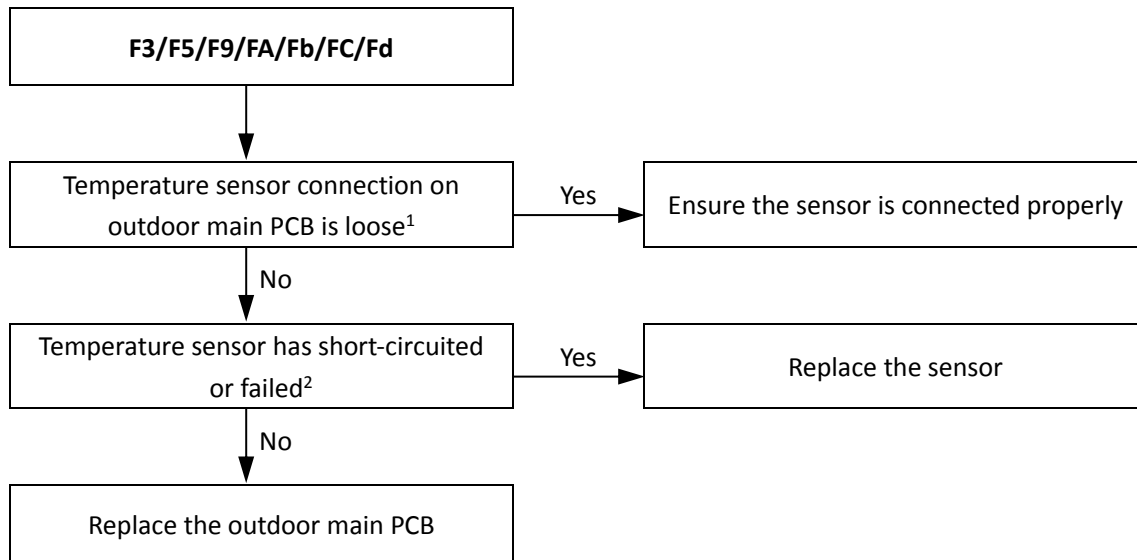 F3/F5/F9/FA/Fb/FC/Fd
Temperature sensor connection on
outdoor main PCB is loose¹
Yes
Ensure the sensor is connected properly
No
Temperature sensor has short-circuited
or failed²
Yes
Replace the sensor
No
Replace the outdoor main PCB